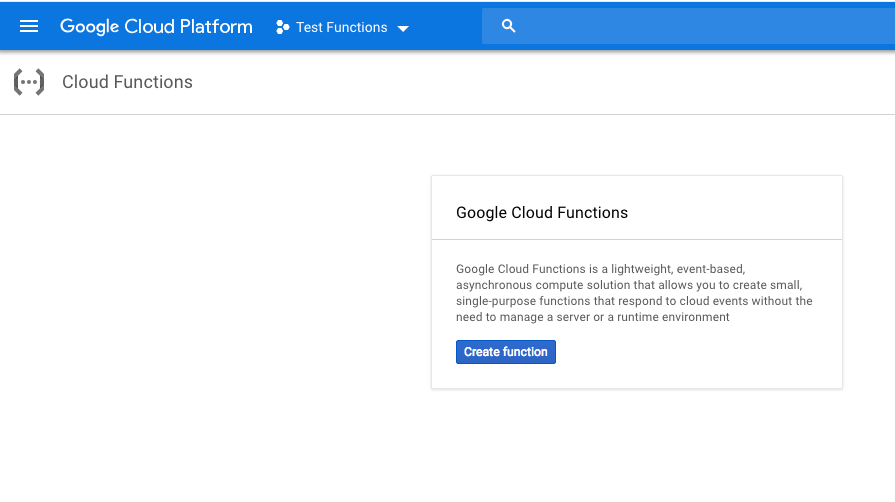 Google Cloud Platform
Test Functions
Cloud Functions
Google Cloud Functions
Google Cloud Functions is a lightweight, event-based,
asynchronous compute solution that allows you to create small,
single-purpose functions that respond to cloud events without the
need to manage a server or a runtime environment
Create function